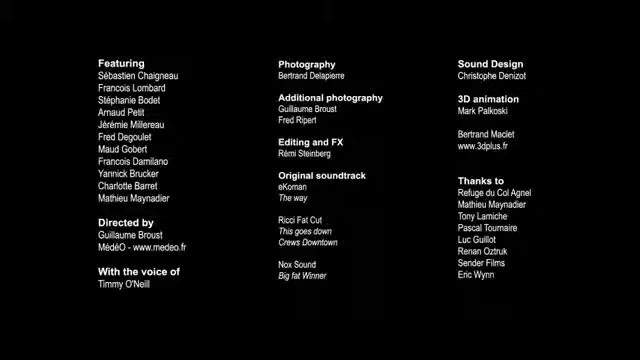 Featuring
Sébastien Chaigneau
Francois Lombard
Stéphanie Bodet
Arnaud Petit
Jérémie Millereau
Fred Degoulet
Maud Gobert
Francois Damilano
Yannick Brucker
Charlotte Barret
Mathieu Maynadier
Directed by
Guillaume Broust
MédéO - www.medeo.fr
With the voice of
Timmy O'Neill
Photography
Bertrand Delapierre
Additional photography
Guillaume Broust
Fred Ripert
Editing and FX
Rémi Steinberg
Original soundtrack
eKoman
The way
Ricci Fat Cut
This goes down
Crews Downtown
Nox Sound
Big fat Winner
Sound Design
Christophe Denizot
3D animation
Mark Palkoski
Bertrand Maclet
www.3dplus.fr
Thanks to
Refuge du Col Agnel
Mathieu Maynadier
Tony Lamiche
Pascal Tournaire
Luc Guillot
Renan Oztruk
Sender Films
Eric Wynn